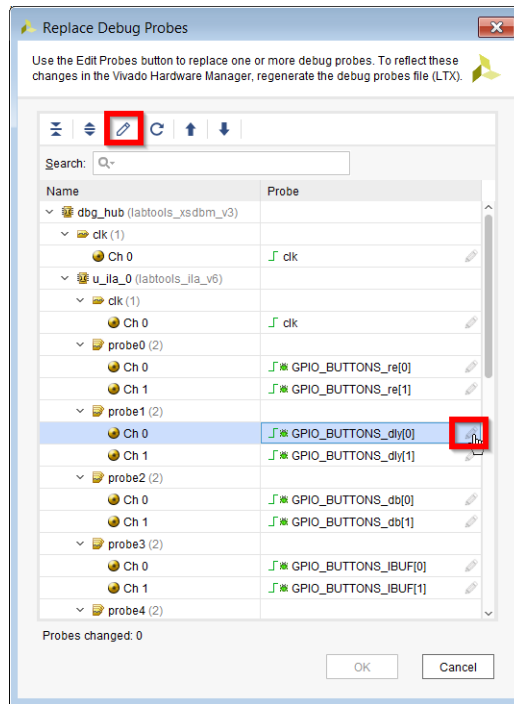 Replace Debug Probes
Use the Edit Probes button to replace one or more debug probes. To reflect these
changes in the Vivado Hardware Manager, regenerate the debug probes file (LTX).
Search:
Name Probe
dbg_hub (labtools_xsdbm_v3)
clk (1)
Ch 0 clk
u_ila_0 (labtools_ila_v6)
clk (1)
Ch 0 clk
probe0 (2)
Ch 0 GPIO_BUTTONS_re[0]
Ch 1 GPIO_BUTTONS_re[1]
probe1 (2)
Ch 0 GPIO_BUTTONS_dly[0]
Ch 1 GPIO_BUTTONS_dly[1]
probe2 (2)
Ch 0 GPIO_BUTTONS_db[0]
Ch 1 GPIO_BUTTONS_db[1]
probe3 (2)
Ch 0 GPIO_BUTTONS_IBUF[0]
Ch 1 GPIO_BUTTONS_IBUF[1]
probe4 (2)
Probes changed: 0
OK Cancel